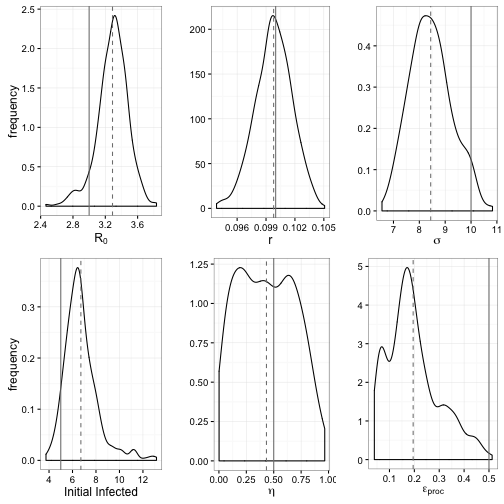 frequency
2.5
2.0
1.5
1.0
0.5
0.0
2.4 2.8 3.2 3.6
R0
200
150
100
50
0
0.096 0.099 0.102 0.105
r
0.4
0.3
0.2
0.1
0.0
7 8 9 10 11
σ
frequency
0.3
0.2
0.1
0.0
4 6 8 10 12
Initial Infected
1.25
1.00
0.75
0.50
0.25
0.00
0.00 0.25 0.50 0.75 1.00
η
5
4
3
2
1
0
0.1 0.2 0.3 0.4 0.5
εproc